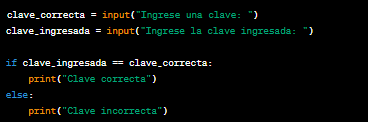 clave_correcta = input("Ingrese una clave: ")
clave_ingresada = input("Ingrese la clave ingresada: ")
if clave_ingresada == clave_correcta:
    print("Clave correcta")
else:
    print("Clave incorrecta")